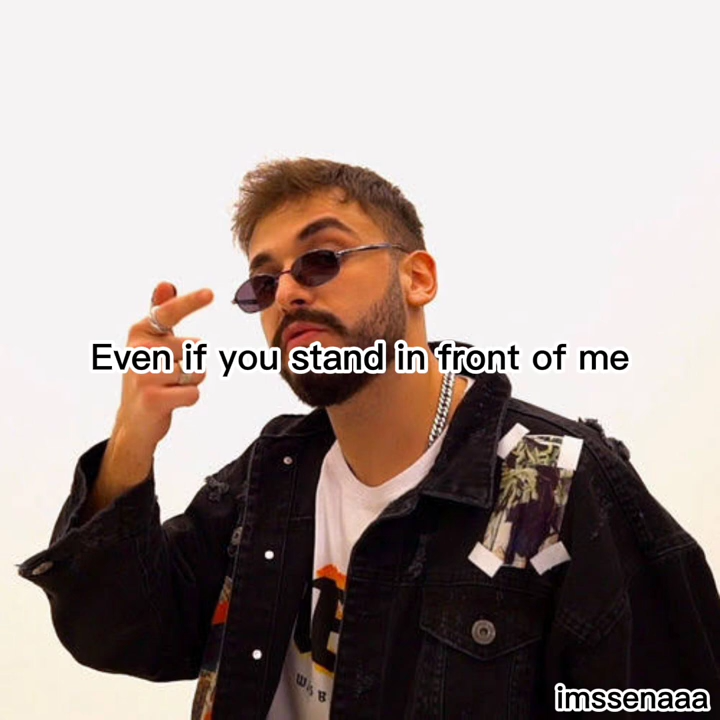 Even if you stand in front of me
imssenaaa